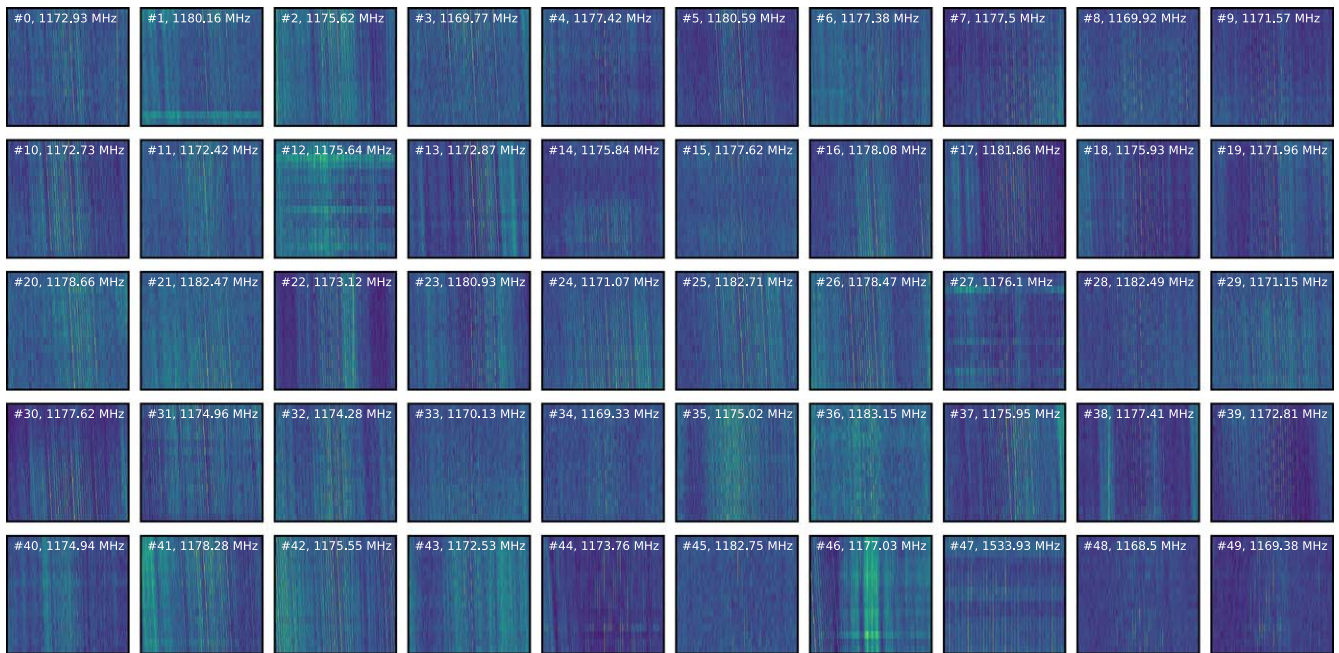 #0, 1172.93 MHz
#1, 1180.16 MHz
#2, 1175.62 MHz
#3, 1169.77 MHz
#4, 1177.42 MHz
#5, 1180.59 MHz
#6, 1177.38 MHz
#7, 1177.5 MHz
#8, 1169.92 MHz
#9, 1171.57 MHz
#10, 1172.73 MHz
#11, 1172.42 MHz
#12, 1175.64 MHz
#13, 1172.87 MHz
#14, 1175.84 MHz
#15, 1177.62 MHz
#16, 1178.08 MHz
#17, 1181.86 MHz
#18, 1175.93 MHz
#19, 1171.96 MHz
#20, 1178.66 MHz
#21, 1182.47 MHz
#22, 1173.12 MHz
#23, 1180.93 MHz
#24, 1171.07 MHz
#25, 1182.71 MHz
#26, 1178.47 MHz
#27, 1176.1 MHz
#28, 1182.49 MHz
#29, 1171.15 MHz
#30, 1177.62 MHz
#31, 1174.96 MHz
#32, 1174.28 MHz
#33, 1170.13 MHz
#34, 1169.33 MHz
#35, 1175.02 MHz
#36, 1183.15 MHz
#37, 1175.95 MHz
#38, 1177.41 MHz
#39, 1172.81 MHz
#40, 1174.94 MHz
#41, 1178.28 MHz
#42, 1175.55 MHz
#43, 1172.53 MHz
#44, 1173.76 MHz
#45, 1182.75 MHz
#46, 1177.03 MHz
#47, 1533.93 MHz
#48, 1168.5 MHz
#49, 1169.38 MHz